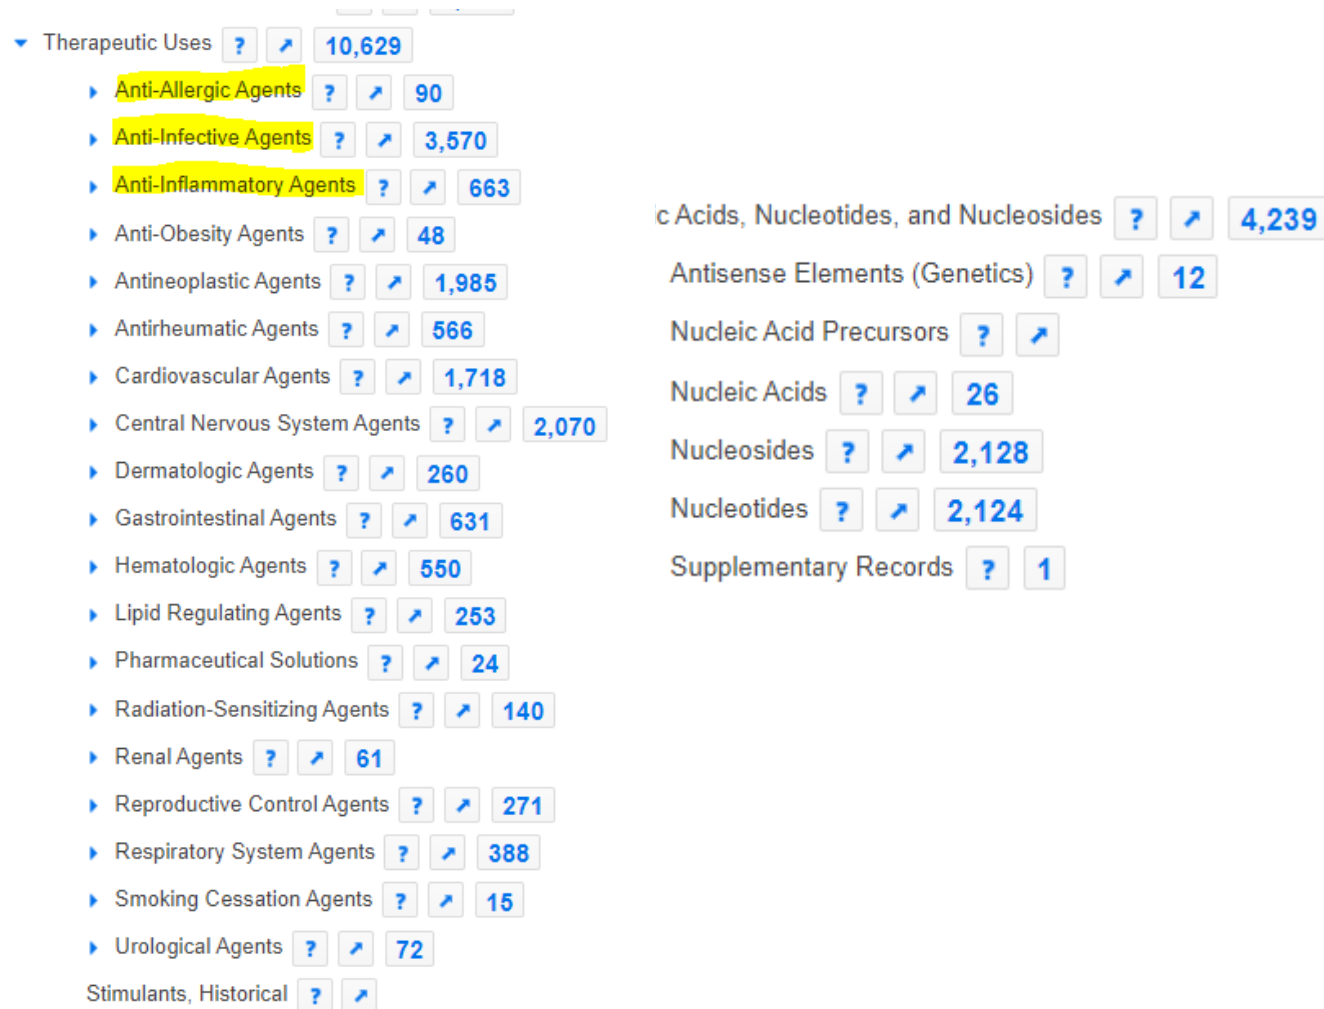 Therapeutic Uses ? 10,629
Anti-Allergic Agents ? 90
Anti-Infective Agents ? 3,570
Anti-Inflammatory Agents ? 663
Anti-Obesity Agents ? 48
Antineoplastic Agents ? 1,985
Antirheumatic Agents ? 566
Cardiovascular Agents ? 1,718
Central Nervous System Agents ? 2,070
Dermatologic Agents ? 260
Gastrointestinal Agents ? 631
Hematologic Agents ? 550
Lipid Regulating Agents ? 253
Pharmaceutical Solutions ? 24
Radiation-Sensitizing Agents ? 140
Renal Agents ? 61
Reproductive Control Agents ? 271
Respiratory System Agents ? 388
Smoking Cessation Agents ? 15
Urological Agents ? 72
Stimulants, Historical ?
c Acids, Nucleotides, and Nucleosides ? 4,239
Antisense Elements (Genetics) ? 12
Nucleic Acid Precursors ?
Nucleic Acids ? 26
Nucleosides ? 2,128
Nucleotides ? 2,124
Supplementary Records ? 1